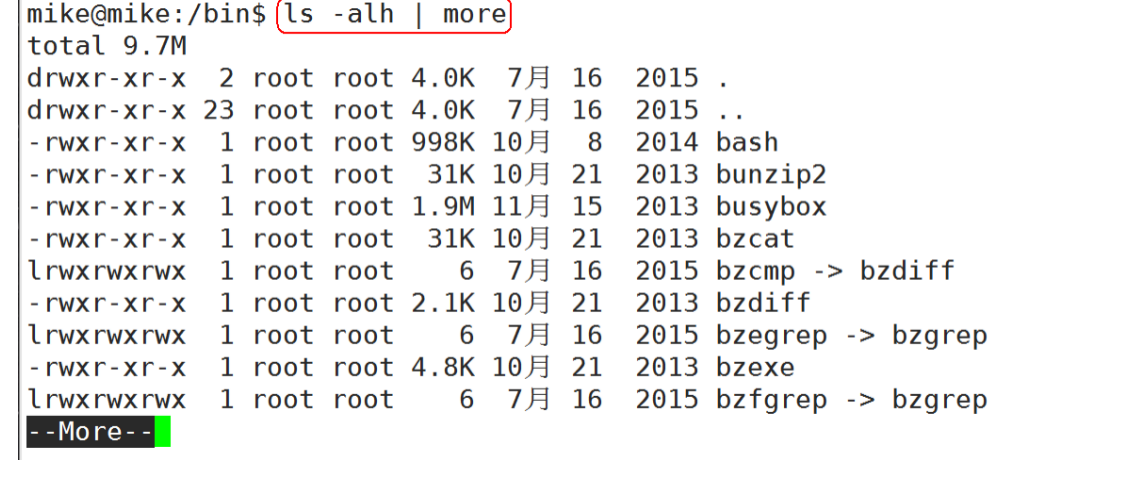 mike@mike:/bin$ ls -alh | more
total 9.7M
drwxr-xr-x  2 root root 4.0K  7月 16  2015 .
drwxr-xr-x 23 root root 4.0K  7月 16  2015 ..
-rwxr-xr-x  1 root root 998K 10月  8  2014 bash
-rwxr-xr-x  1 root root  31K 10月 21  2013 bunzip2
-rwxr-xr-x  1 root root 1.9M 11月 15  2013 busybox
-rwxr-xr-x  1 root root  31K 10月 21  2013 bzcat
lrwxrwxrwx  1 root root    6  7月 16  2015 bzcmp -> bzdiff
-rwxr-xr-x  1 root root 2.1K 10月 21  2013 bzdiff
lrwxrwxrwx  1 root root    6  7月 16  2015 bzegrep -> bzgrep
-rwxr-xr-x  1 root root 4.8K 10月 21  2013 bzexe
lrwxrwxrwx  1 root root    6  7月 16  2015 bzfgrep -> bzgrep
--More--